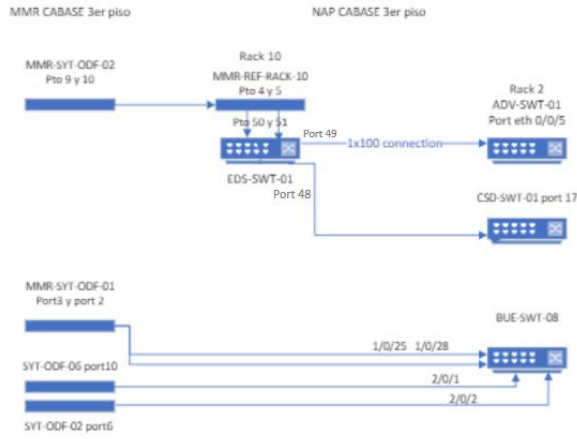 MMR CABASE 3er piso
NAP CABASE 3er piso
Rack 10
MMR-SYT-ODF-02
Pto 9 y 10
MMR-REF-RACK-10
Pto 4 y 5
Rack 2
ADV-SWT-01
Port eth 0/0/5
Pto 50 y 51
Port 49
1x100 connection
EDS-SWT-01
Port 48
CSD-SWT-01 port 17
MMR-SYT-ODF-01
Port3 y port 2
BUE-SWT-08
1/0/25 1/0/28
SYT-ODF-06 port10
2/0/1
2/0/2
SYT-ODF-02 port6